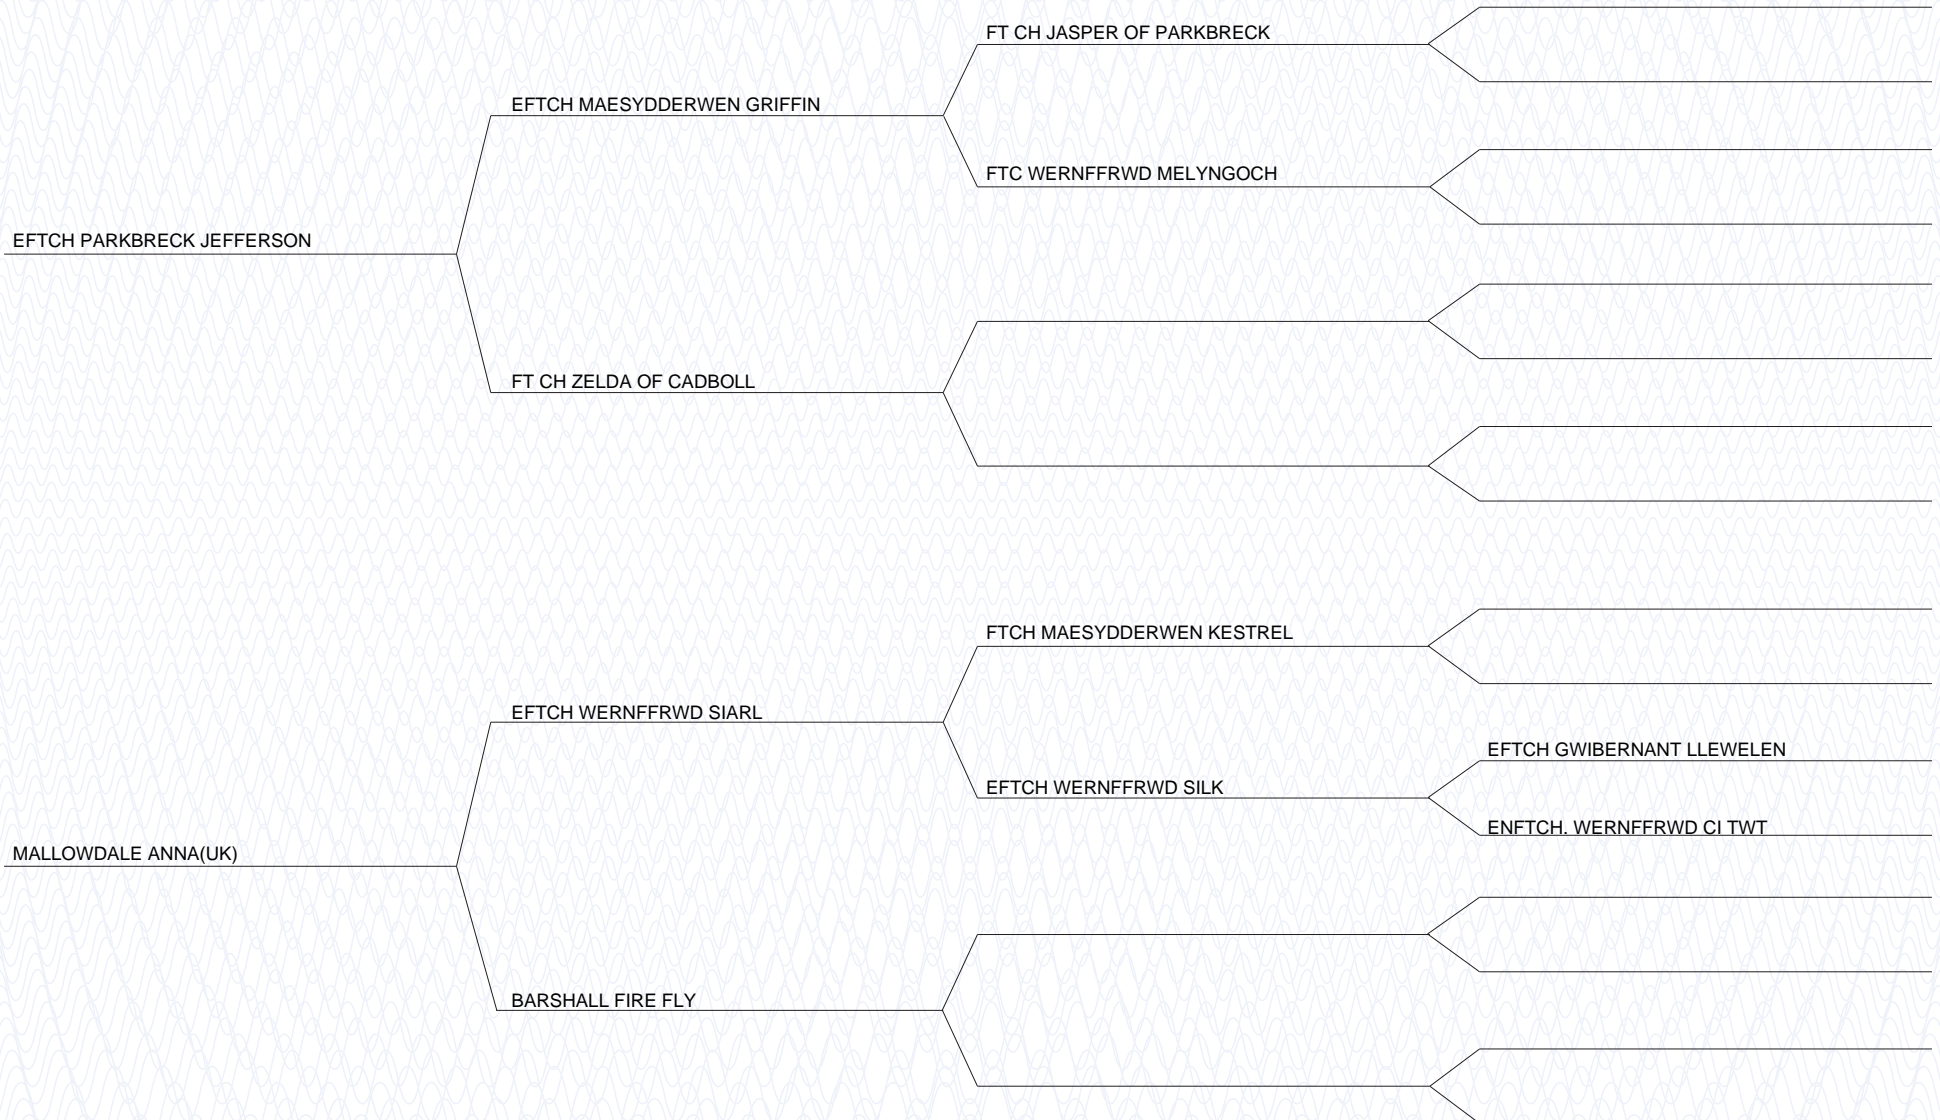 FT CH JASPER OF PARKBRECK
EFTCH MAESYDDERWEN GRIFFIN
FTC WERNFFRWD MELYNGOCH
EFTCH PARKBRECK JEFFERSON
FT CH ZELDA OF CADBOLL
FTCH MAESYDDERWEN KESTREL
EFTCH WERNFFRWD SIARL
EFTCH GWIBERNANT LLEWELEN
EFTCH WERNFFRWD SILK
ENFTCH. WERNFFRWD CI TWT
MALLOWDALE ANNA(UK)
BARSHALL FIRE FLY